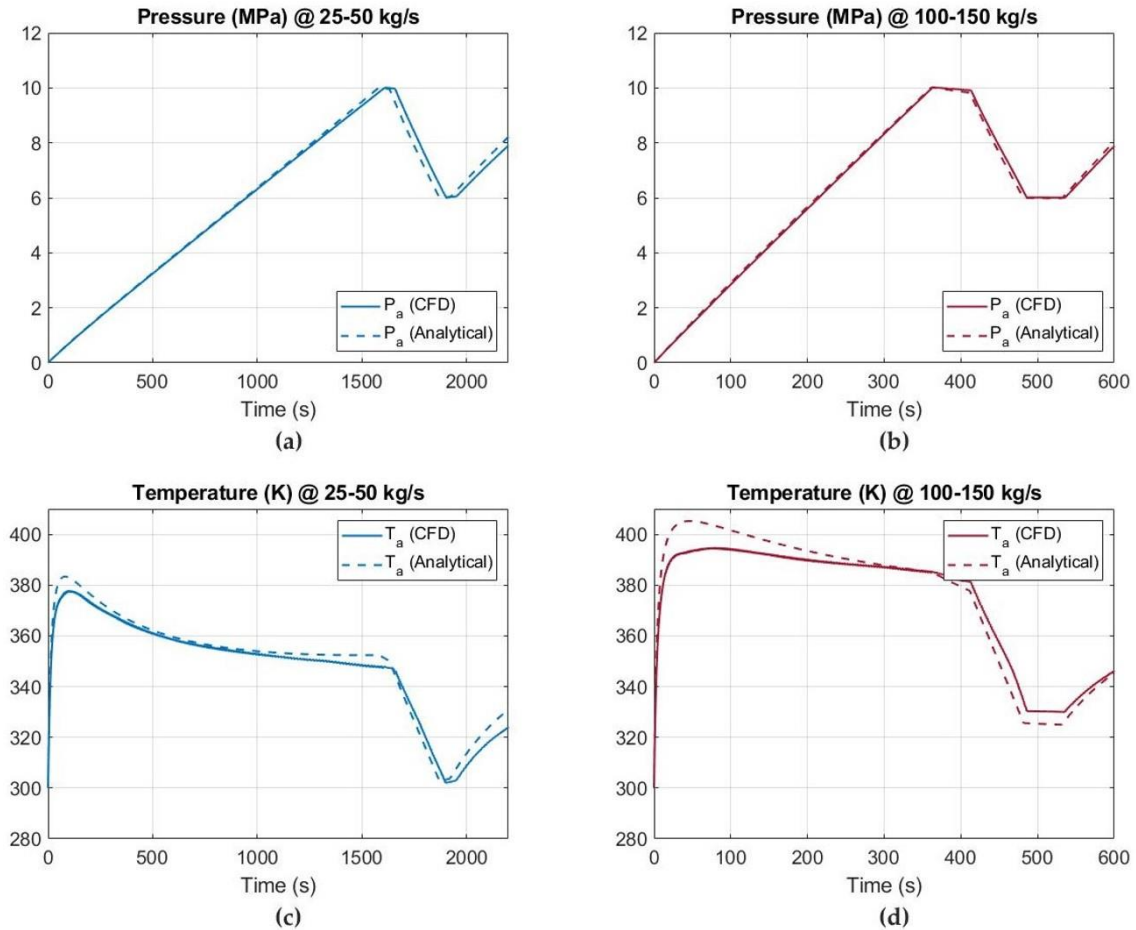 Pressure (MPa) @ 25-50 kg/s
12
10
8
6
4
2
0
P_a (CFD)
P_a (Analytical)
0 500 1000 1500 2000
Time (s)
(a)
Pressure (MPa) @ 100-150 kg/s
12
10
8
6
4
2
0
P_a (CFD)
P_a (Analytical)
0 100 200 300 400 500 600
Time (s)
(b)
Temperature (K) @ 25-50 kg/s
400
380
360
340
320
300
280
T_a (CFD)
T_a (Analytical)
0 500 1000 1500 2000
Time (s)
(c)
Temperature (K) @ 100-150 kg/s
400
380
360
340
320
300
280
T_a (CFD)
T_a (Analytical)
0 100 200 300 400 500 600
Time (s)
(d)